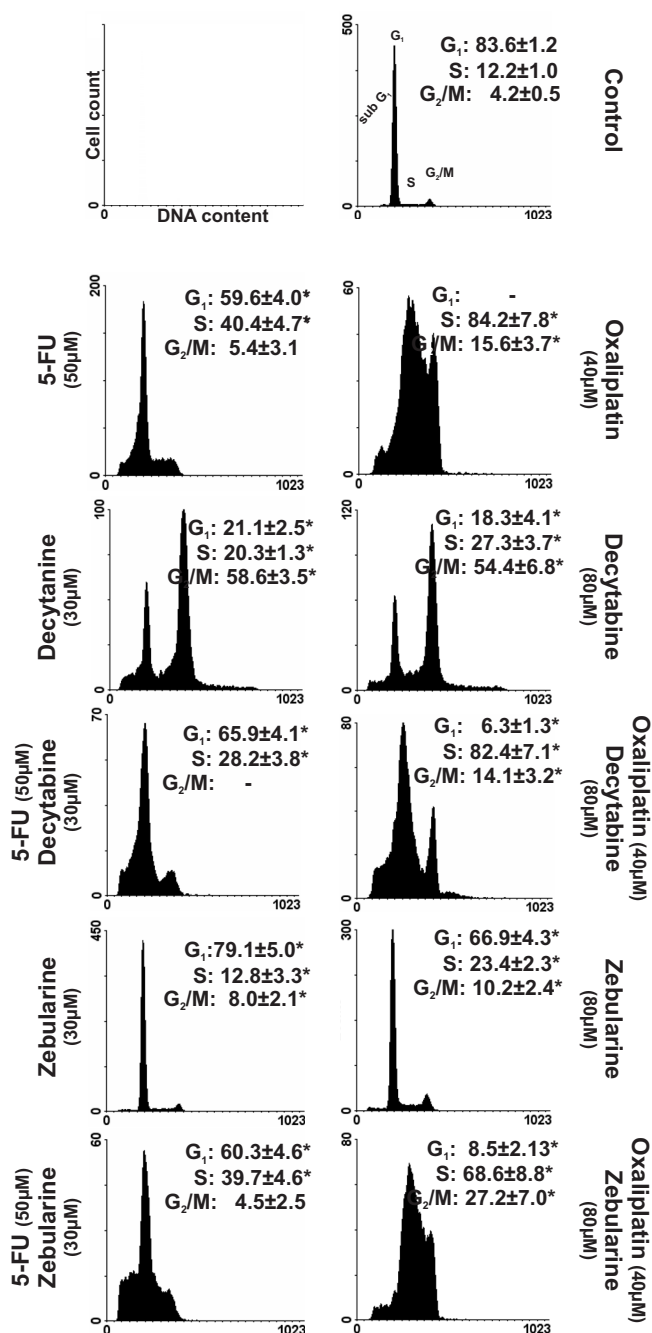 Cell count
0
0
DNA content
500
0
0
1023
G₁
sub G₁
S
G₂/M
G₁: 83.6±1.2
S: 12.2±1.0
G₂/M: 4.2±0.5
Control
5-FU
(50µM)
200
0
0
1023
G₁: 59.6±4.0*
S: 40.4±4.7*
G₂/M: 5.4±3.1
60
0
0
1023
G₁: -
S: 84.2±7.8*
G₂/M: 15.6±3.7*
Oxaliplatin
(40µM)
Decytanine
(30µM)
100
0
0
1023
G₁: 21.1±2.5*
S: 20.3±1.3*
G₂/M: 58.6±3.5*
120
0
0
1023
G₁: 18.3±4.1*
S: 27.3±3.7*
G₂/M: 54.4±6.8*
Decytabine
(80µM)
5-FU (50µM)
Decytabine
(30µM)
70
0
0
1023
G₁: 65.9±4.1*
S: 28.2±3.8*
G₂/M: -
80
0
0
1023
G₁: 6.3±1.3*
S: 82.4±7.1*
G₂/M: 14.1±3.2*
Oxaliplatin (40µM)
Decytabine
(80µM)
Zebularine
(30µM)
450
0
0
1023
G₁:79.1±5.0*
S: 12.8±3.3*
G₂/M: 8.0±2.1*
300
0
0
1023
G₁: 66.9±4.3*
S: 23.4±2.3*
G₂/M: 10.2±2.4*
Zebularine
(80µM)
5-FU (50µM)
Zebularine
(30µM)
60
0
0
1023
G₁: 60.3±4.6*
S: 39.7±4.6*
G₂/M: 4.5±2.5
80
0
0
1023
G₁: 8.5±2.13*
S: 68.6±8.8*
G₂/M: 27.2±7.0*
Oxaliplatin (40µM)
Zebularine
(80µM)